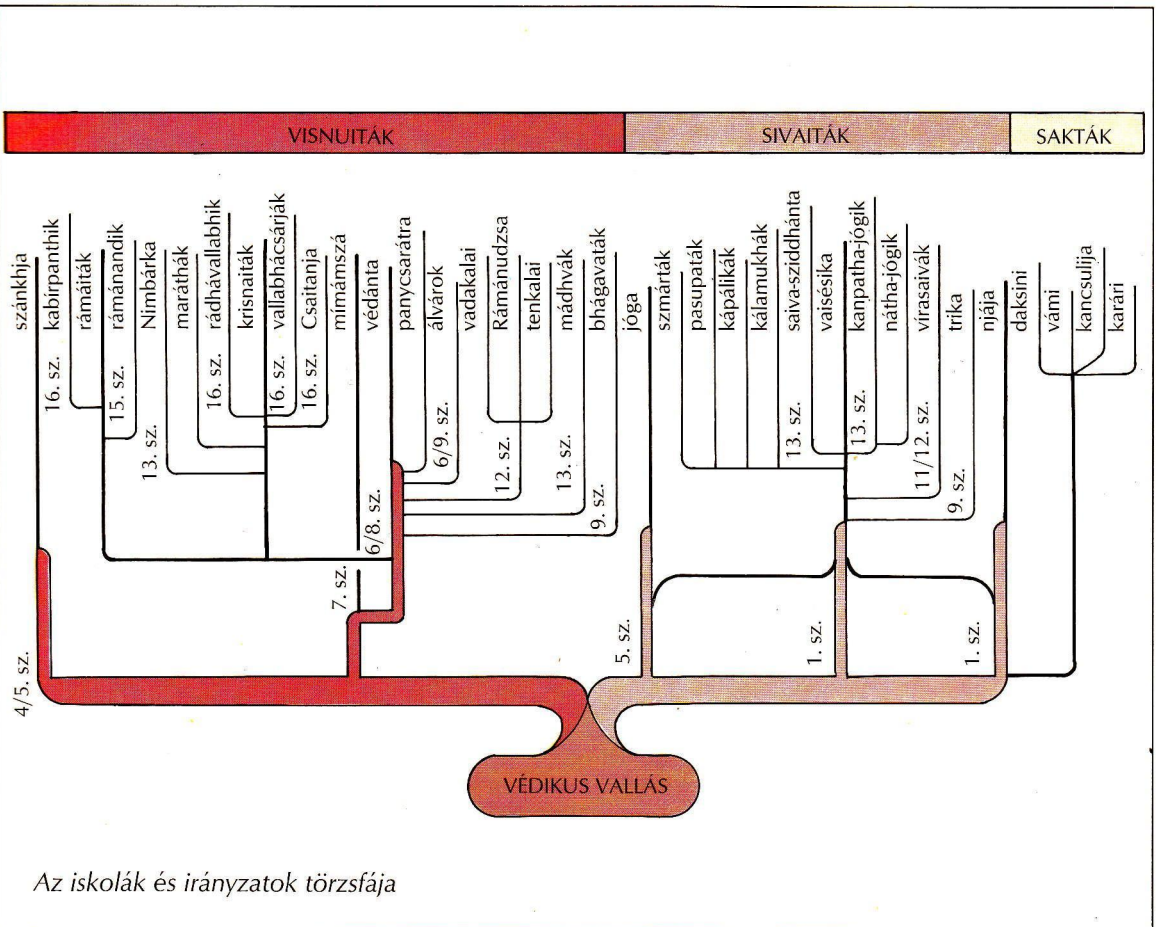 VISNUITÁK
SIVAITÁK
SAKTÁK
szánkhja
kabirpanthik
rámáiták
rámánandik
Nimbárka
maráthák
rádhávallabhik
krisnaiták
vallabhácsárják
Csaitanja
mímámszá
védánta
panycsarátra
álvárok
vadakalai
Rámánudzsa
tenkalai
mádhvák
bhágavaták
jóga
szmárták
pasupaták
kápálikák
kálamukhák
saiva-sziddhánta
vaisésika
kanpatha-jógik
nátha-jógik
virasaivák
trika
njája
daksini
vámi
kancsulija
karári
16. sz.
15. sz.
13. sz.
16. sz.
16. sz.
16. sz.
6/9. sz.
12. sz.
13. sz.
9. sz.
13. sz.
13. sz.
11/12. sz.
9. sz.
6/8. sz.
7. sz.
4/5. sz.
5. sz.
1. sz.
1. sz.
VÉDIKUS VALLÁS
Az iskolák és irányzatok törzsfája